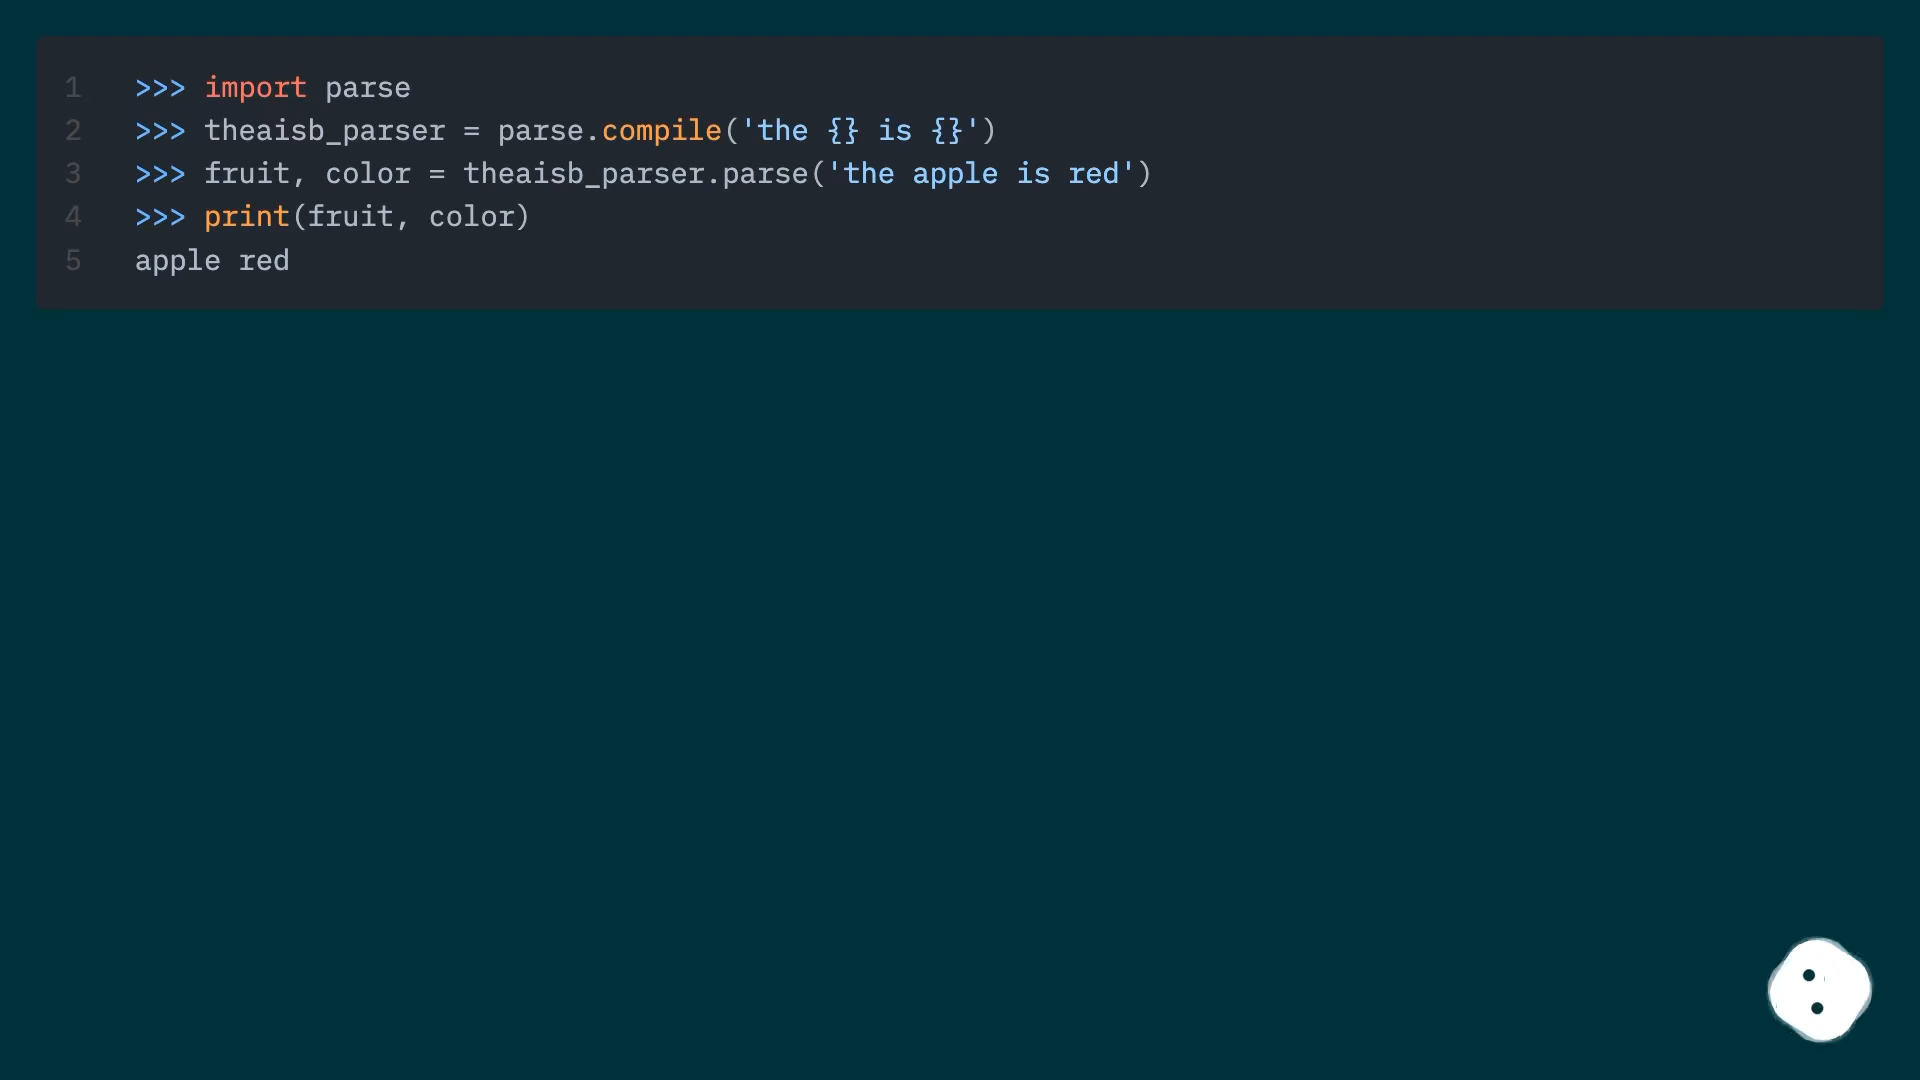 1 >>> import parse
2 >>> theaisb_parser = parse.compile('the {} is {}')
3 >>> fruit, color = theaisb_parser.parse('the apple is red')
4 >>> print(fruit, color)
5 apple red